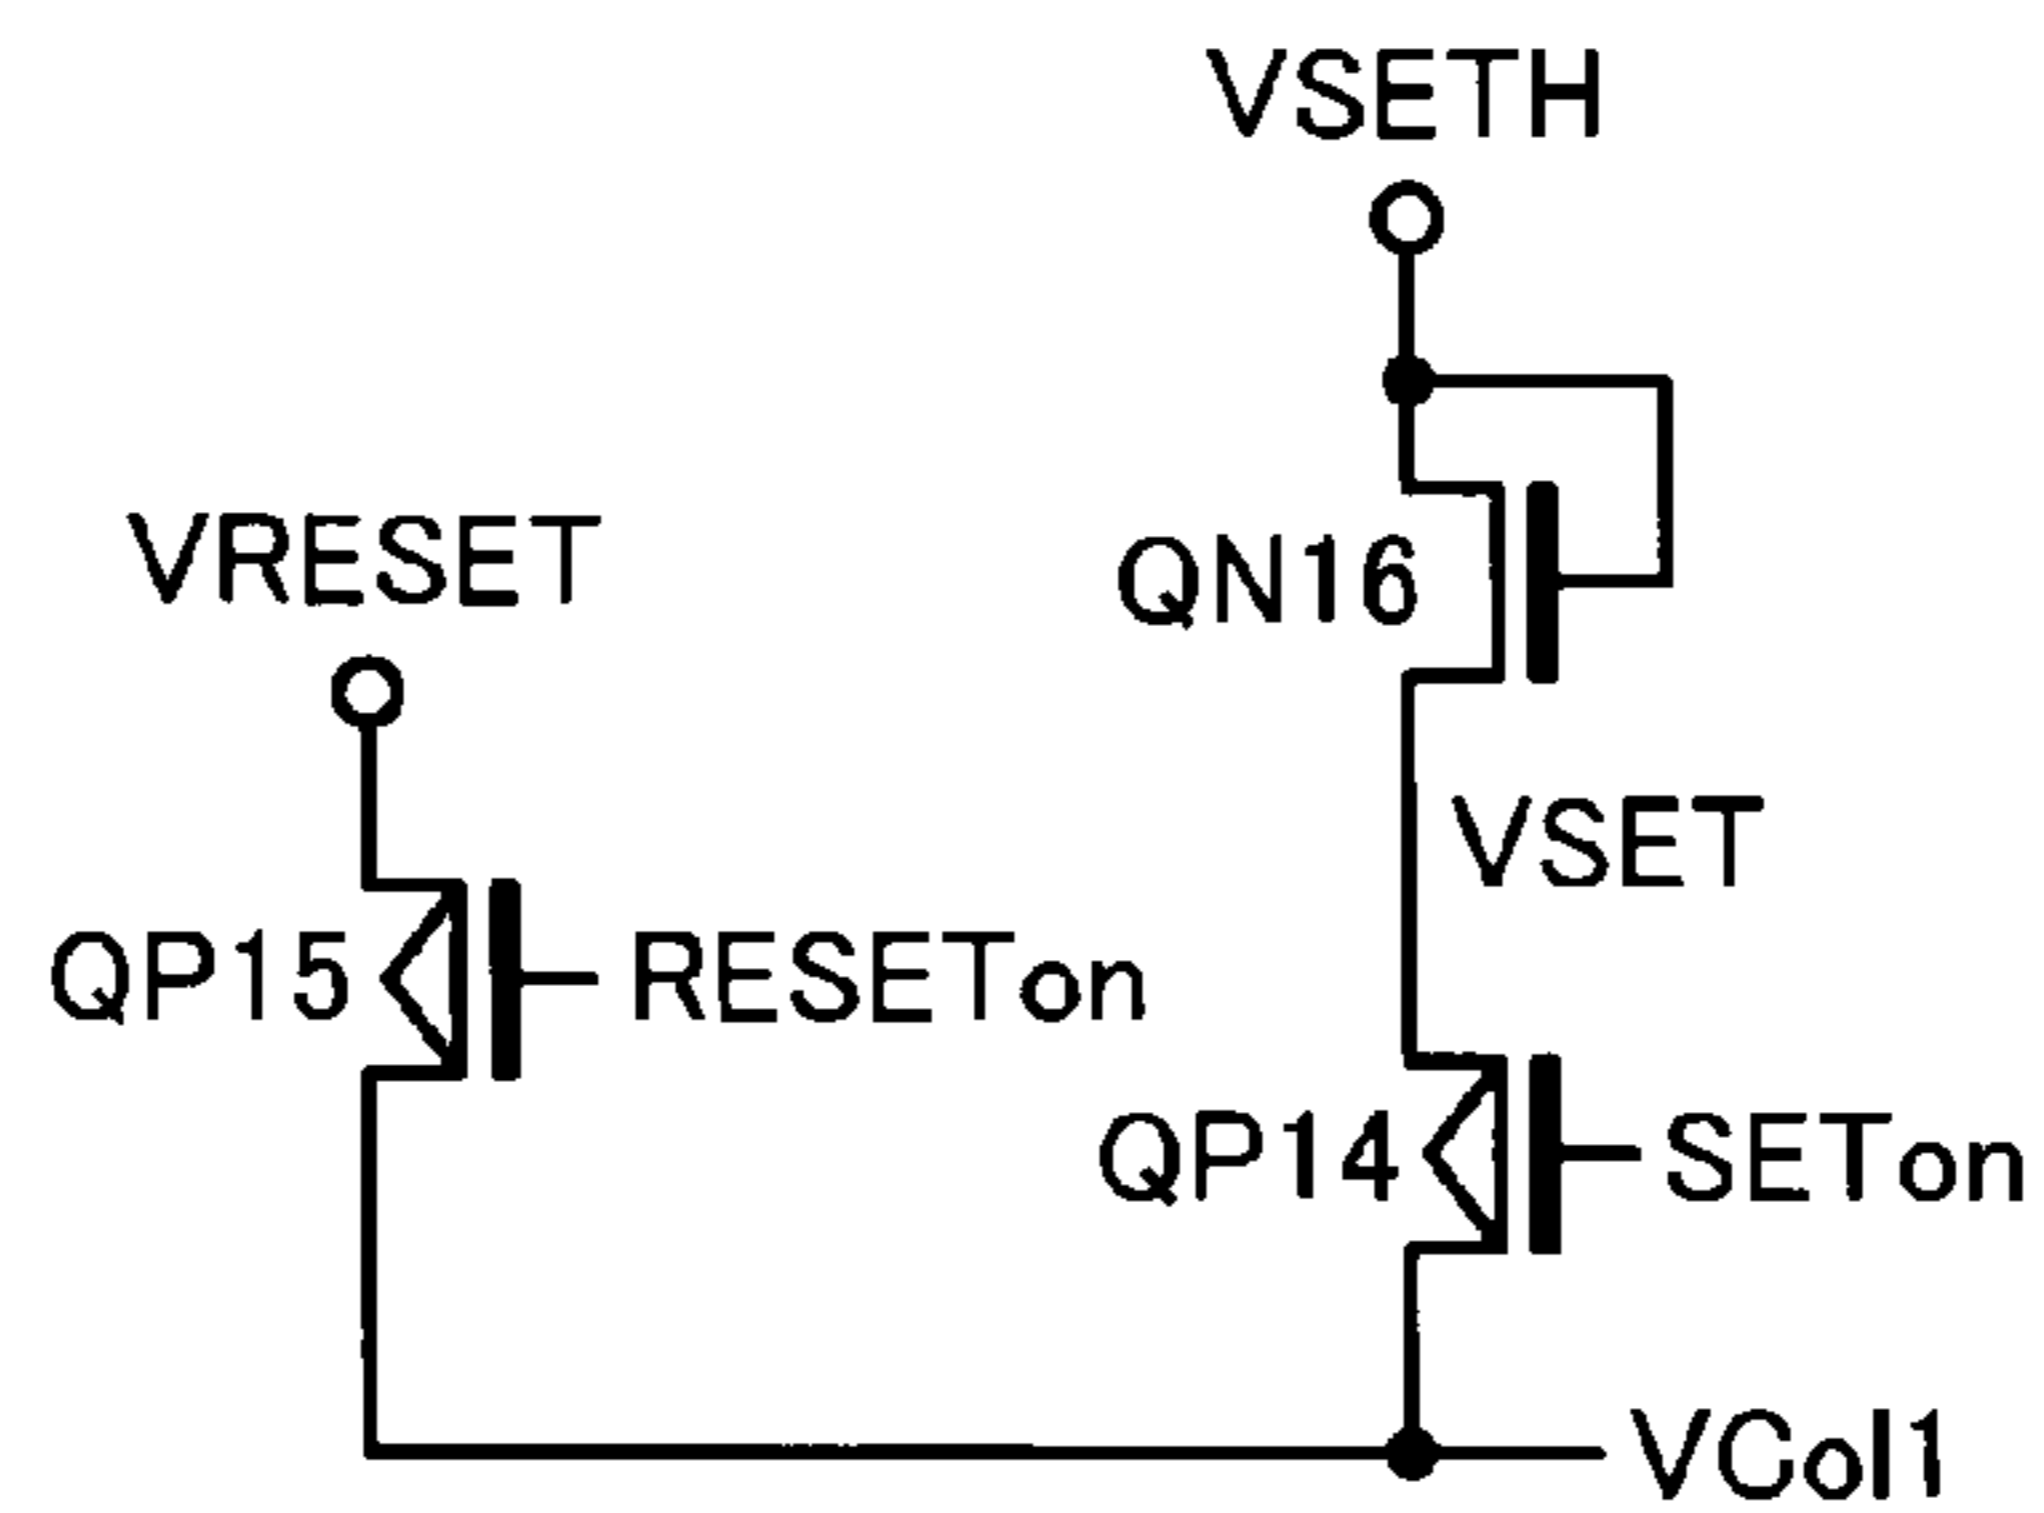 VSETH
VRESET
QN16
VSET
QP15
RESETon
QP14
SETon
VCol1